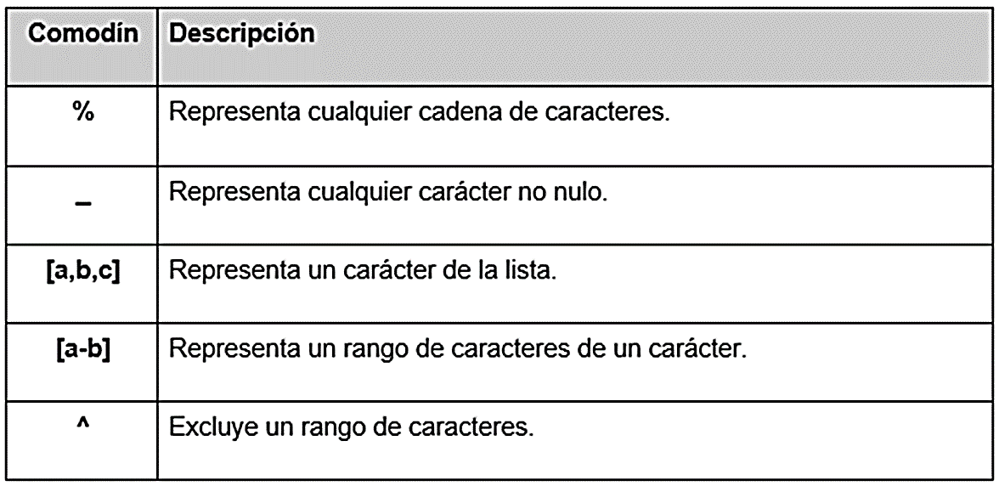 Comodín Descripción
% Representa cualquier cadena de caracteres.
_ Representa cualquier carácter no nulo.
[a,b,c] Representa un carácter de la lista.
[a-b] Representa un rango de caracteres de un carácter.
^ Excluye un rango de caracteres.